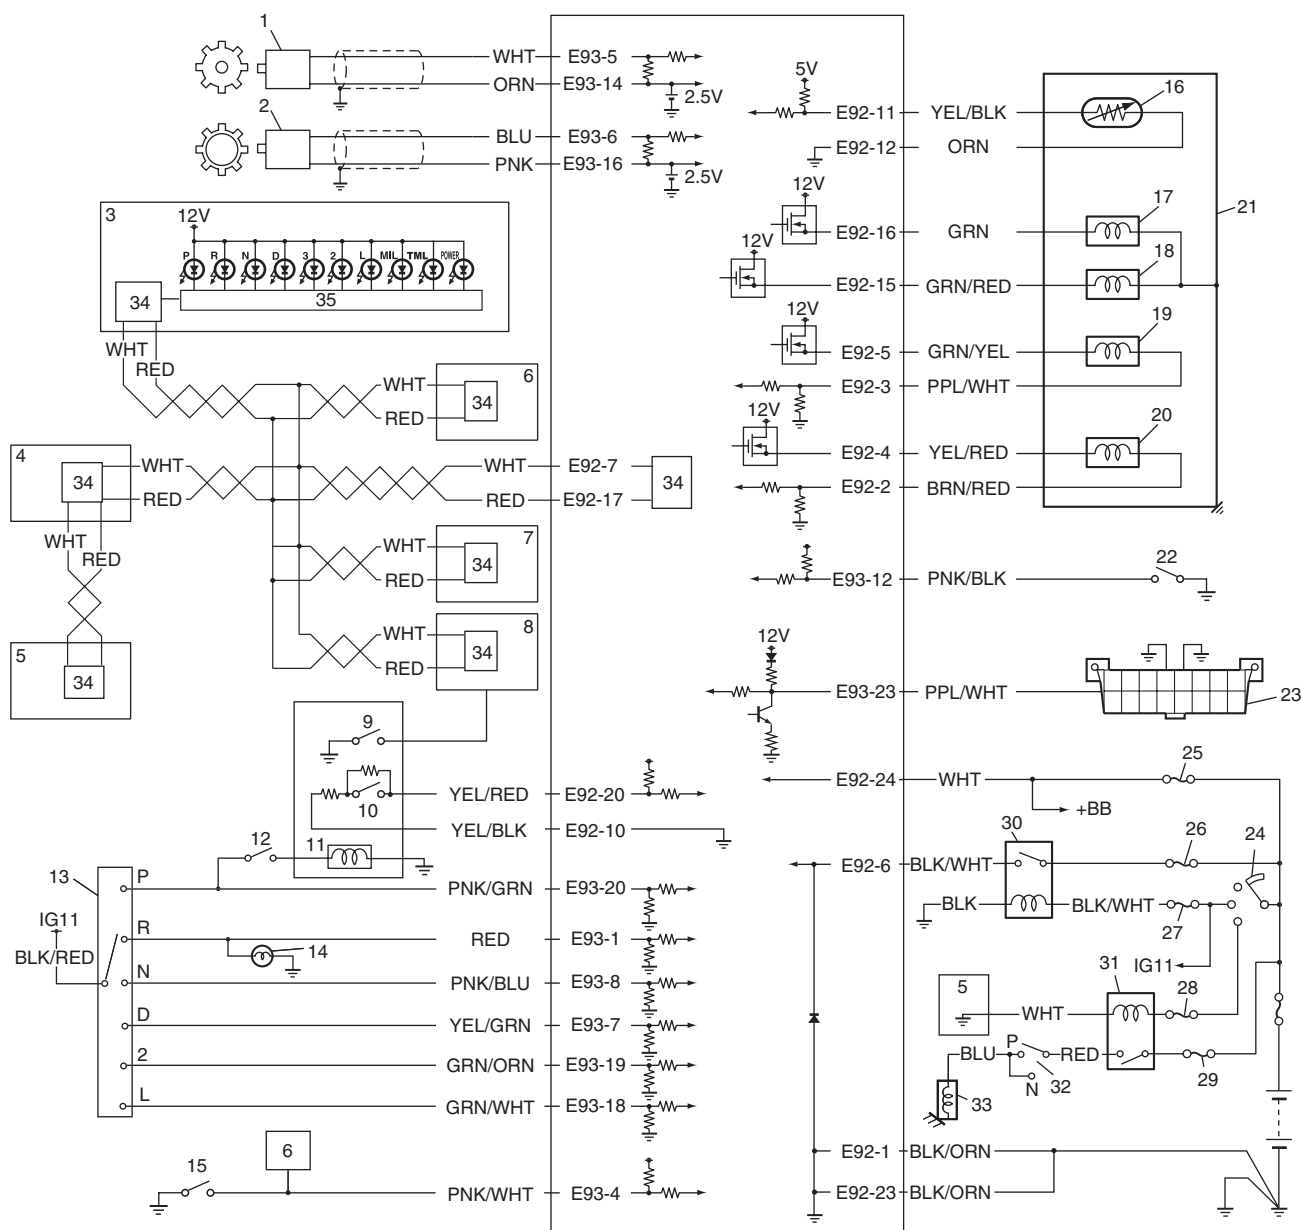 1
WHT E93-5
ORN E93-14
2.5V
2
BLU E93-6
PNK E93-16
2.5V
5V
E92-11 YEL/BLK
16
E92-12 ORN
12V
E92-16 GRN
17
21
12V
E92-15 GRN/RED
18
12V
E92-5 GRN/YEL
19
E92-3 PPL/WHT
12V
E92-4 YEL/RED
20
E92-2 BRN/RED
3
12V
P R N D 3 2 L MIL TML POWER
34
35
WHT
RED
WHT
RED
34
6
4
34
WHT
RED
WHT E92-7
RED E92-17
34
WHT
RED
WHT
RED
34
7
5
34
WHT
RED
34
8
E93-12 PNK/BLK
22
12V
E93-23 PPL/WHT
23
9
10
YEL/RED E92-20
YEL/BLK E92-10
11
12
13
P
PNK/GRN E93-20
IG11
BLK/RED
R
14
RED E93-1
N
PNK/BLU E93-8
D
YEL/GRN E93-7
2
GRN/ORN E93-19
L
GRN/WHT E93-18
6
15
PNK/WHT E93-4
E92-24 WHT
25
+BB
30
26
24
E92-6 BLK/WHT
BLK
BLK/WHT
27
IG11
31
5
WHT
28
BLU
P
N
32
RED
29
33
E92-1 BLK/ORN
E92-23 BLK/ORN